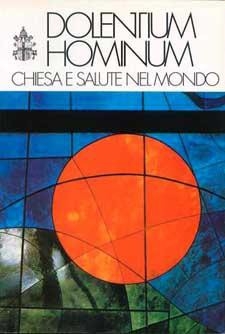 DOLENTIUM
HOMINUM
CHIESA E SALUTE NEL MONDO